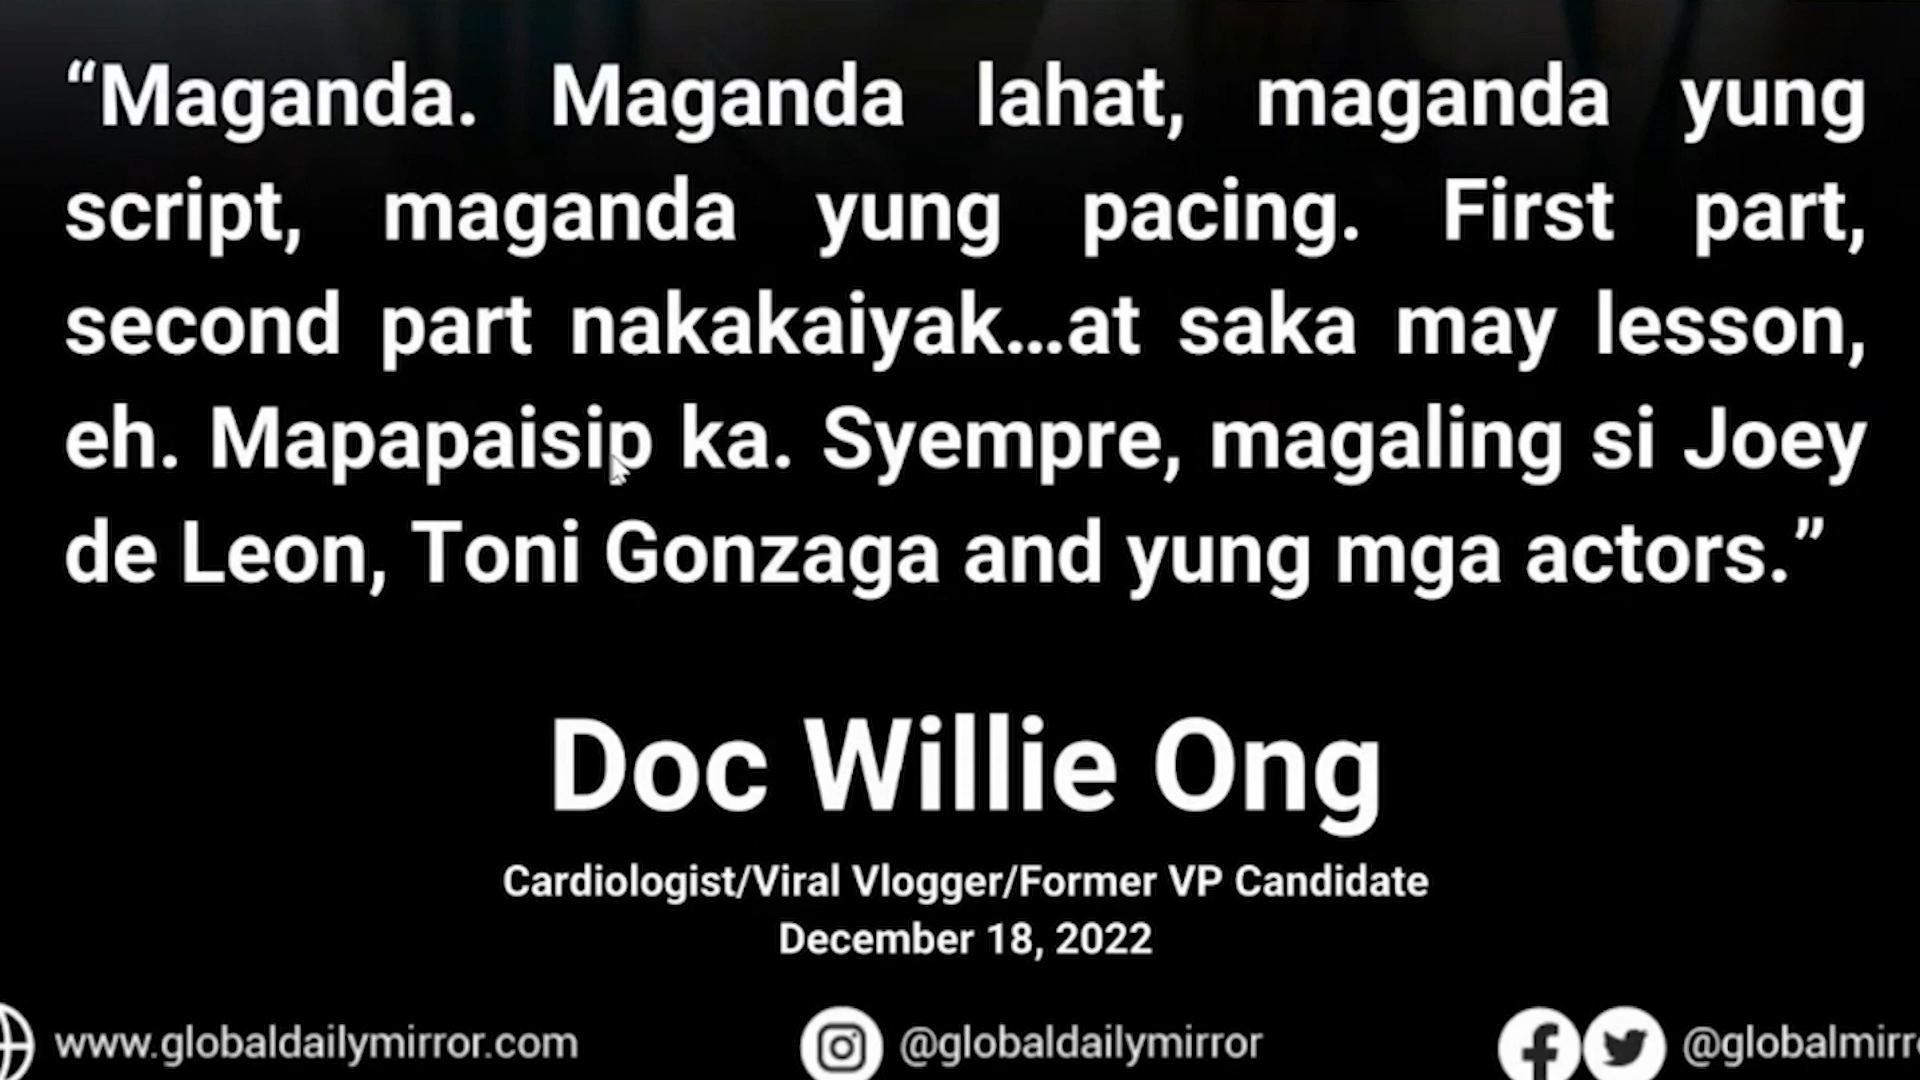 “Maganda. Maganda lahat, maganda yung
script, maganda yung pacing. First part,
second part nakakaiyak...at saka may lesson,
eh. Mapapaisip ka. Syempre, magaling si Joey
de Leon, Toni Gonzaga and yung mga actors.”
Doc Willie Ong
Cardiologist/Viral Vlogger/Former VP Candidate
December 18, 2022
www.globaldailymirror.com @globaldailymirror